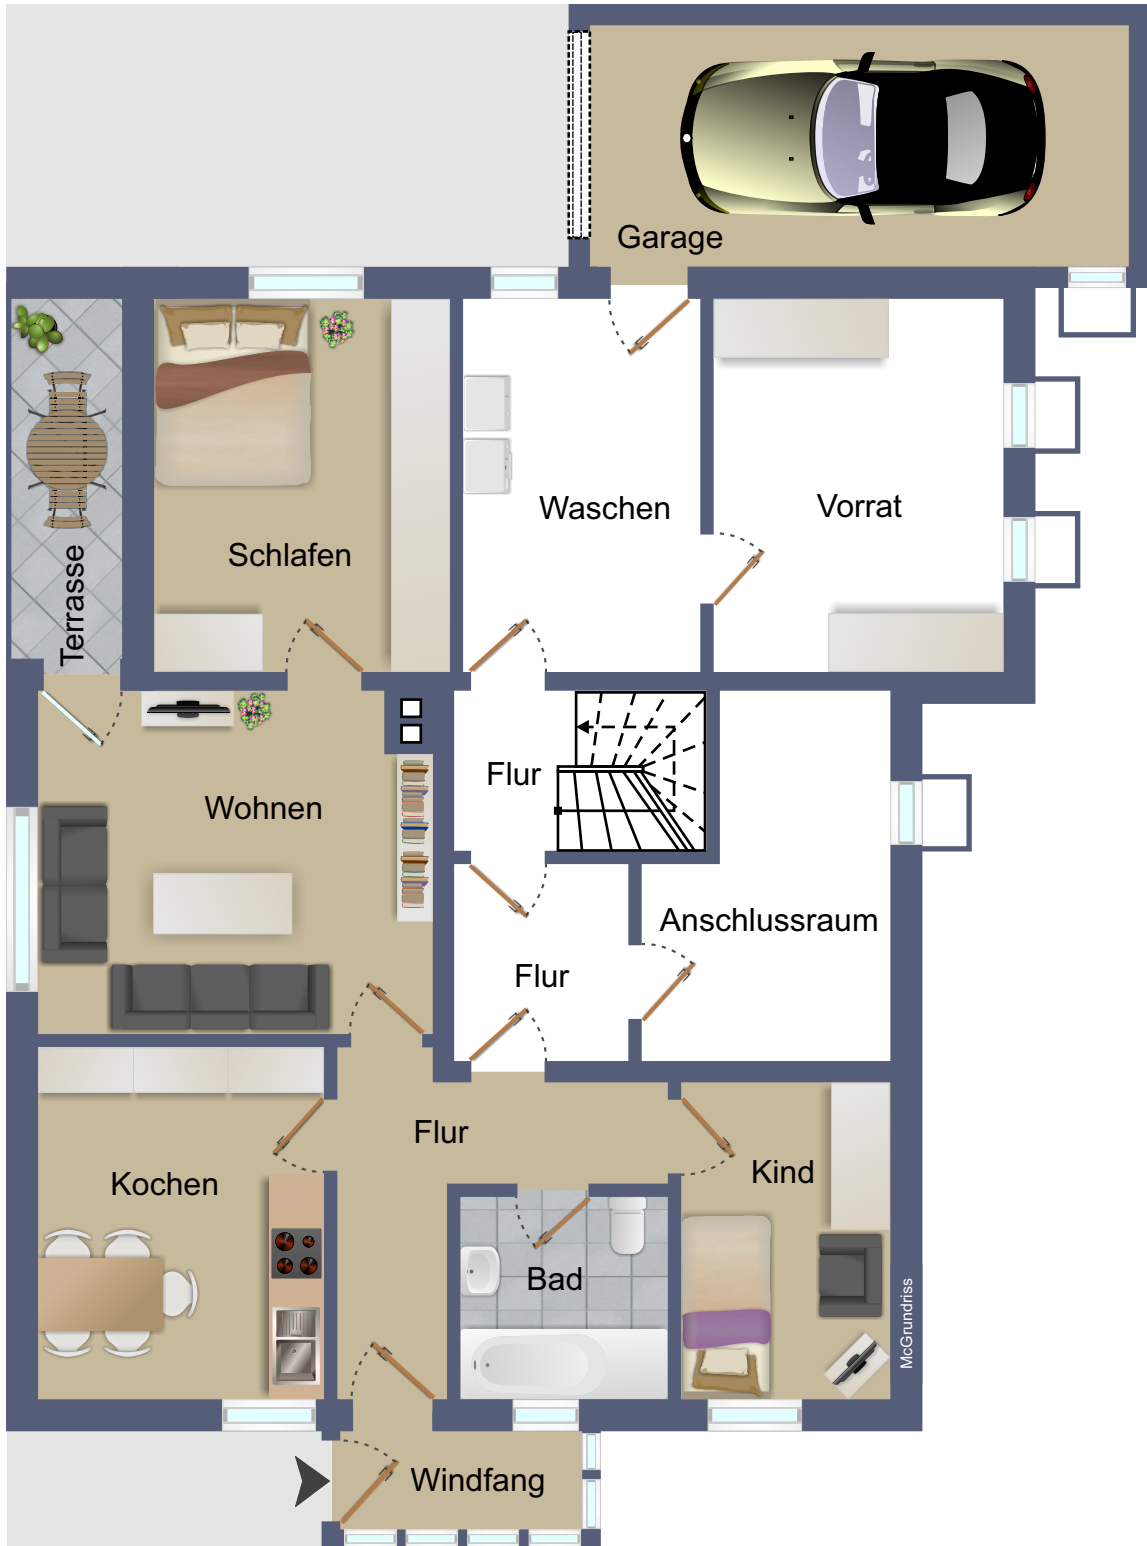 Garage
Waschen
Vorrat
Schlafen
Terrasse
Flur
Wohnen
Anschlussraum
Flur
Flur
Kind
Kochen
Bad
McGrundriss
Windfang